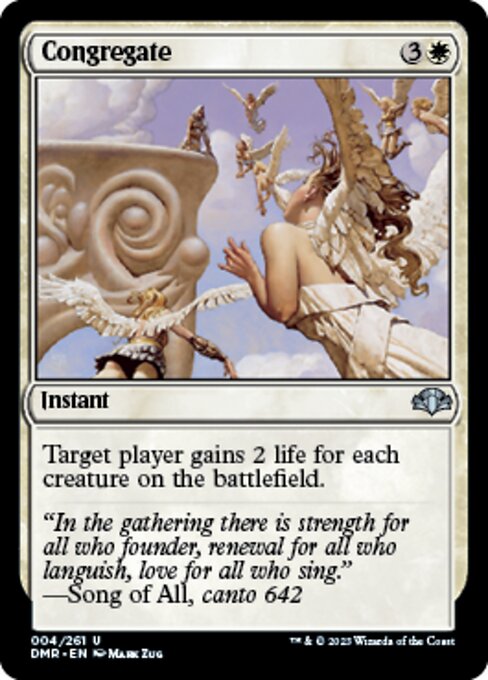 Congregate 3
Instant
Target player gains 2 life for each
creature on the battlefield.
“In the gathering there is strength for
all who founder, renewal for all who
languish, love for all who sing.”
—Song of All, canto 642
004/261 U
DMR • EN Mark Zug
™ & © 2023 Wizards of the Coast